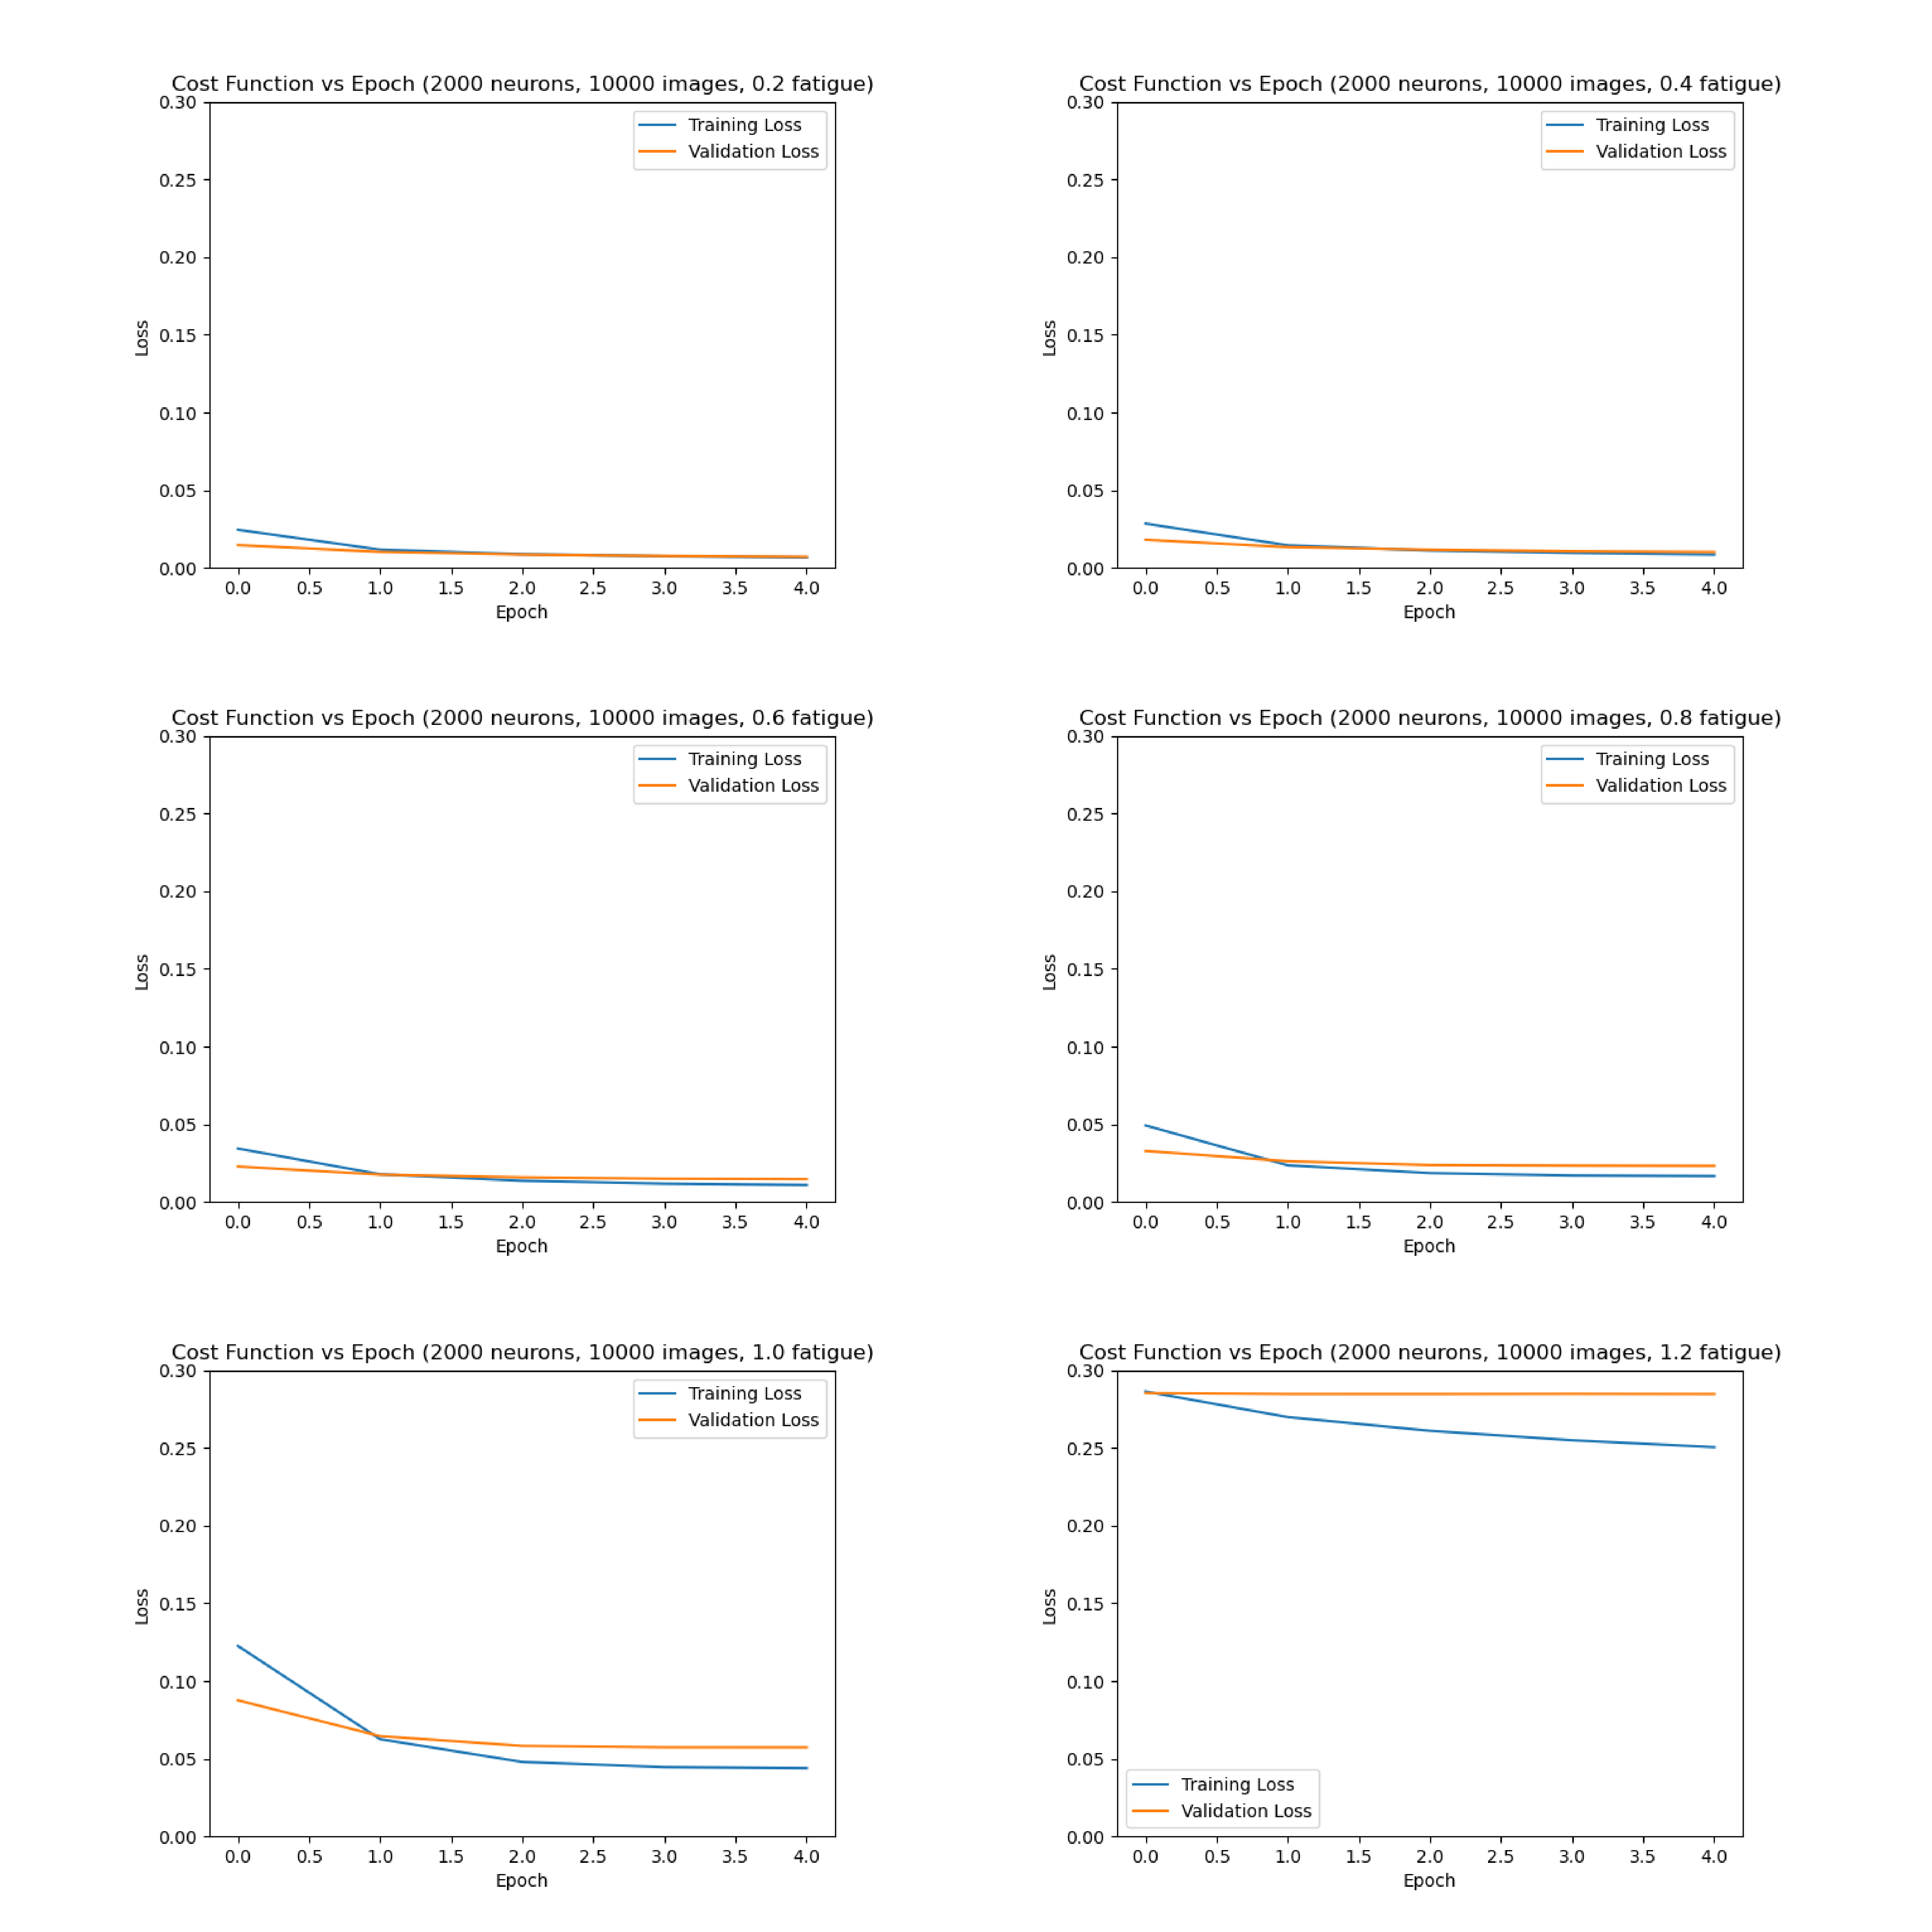 Cost Function vs Epoch (2000 neurons, 10000 images, 0.2 fatigue)
0.30
0.25
0.20
0.15
0.10
0.05
0.00
Loss
Training Loss
Validation Loss
0.0 0.5 1.0 1.5 2.0 2.5 3.0 3.5 4.0
Epoch
Cost Function vs Epoch (2000 neurons, 10000 images, 0.4 fatigue)
0.30
0.25
0.20
0.15
0.10
0.05
0.00
Loss
Training Loss
Validation Loss
0.0 0.5 1.0 1.5 2.0 2.5 3.0 3.5 4.0
Epoch
Cost Function vs Epoch (2000 neurons, 10000 images, 0.6 fatigue)
0.30
0.25
0.20
0.15
0.10
0.05
0.00
Loss
Training Loss
Validation Loss
0.0 0.5 1.0 1.5 2.0 2.5 3.0 3.5 4.0
Epoch
Cost Function vs Epoch (2000 neurons, 10000 images, 0.8 fatigue)
0.30
0.25
0.20
0.15
0.10
0.05
0.00
Loss
Training Loss
Validation Loss
0.0 0.5 1.0 1.5 2.0 2.5 3.0 3.5 4.0
Epoch
Cost Function vs Epoch (2000 neurons, 10000 images, 1.0 fatigue)
0.30
0.25
0.20
0.15
0.10
0.05
0.00
Loss
Training Loss
Validation Loss
0.0 0.5 1.0 1.5 2.0 2.5 3.0 3.5 4.0
Epoch
Cost Function vs Epoch (2000 neurons, 10000 images, 1.2 fatigue)
0.30
0.25
0.20
0.15
0.10
0.05
0.00
Loss
Training Loss
Validation Loss
0.0 0.5 1.0 1.5 2.0 2.5 3.0 3.5 4.0
Epoch